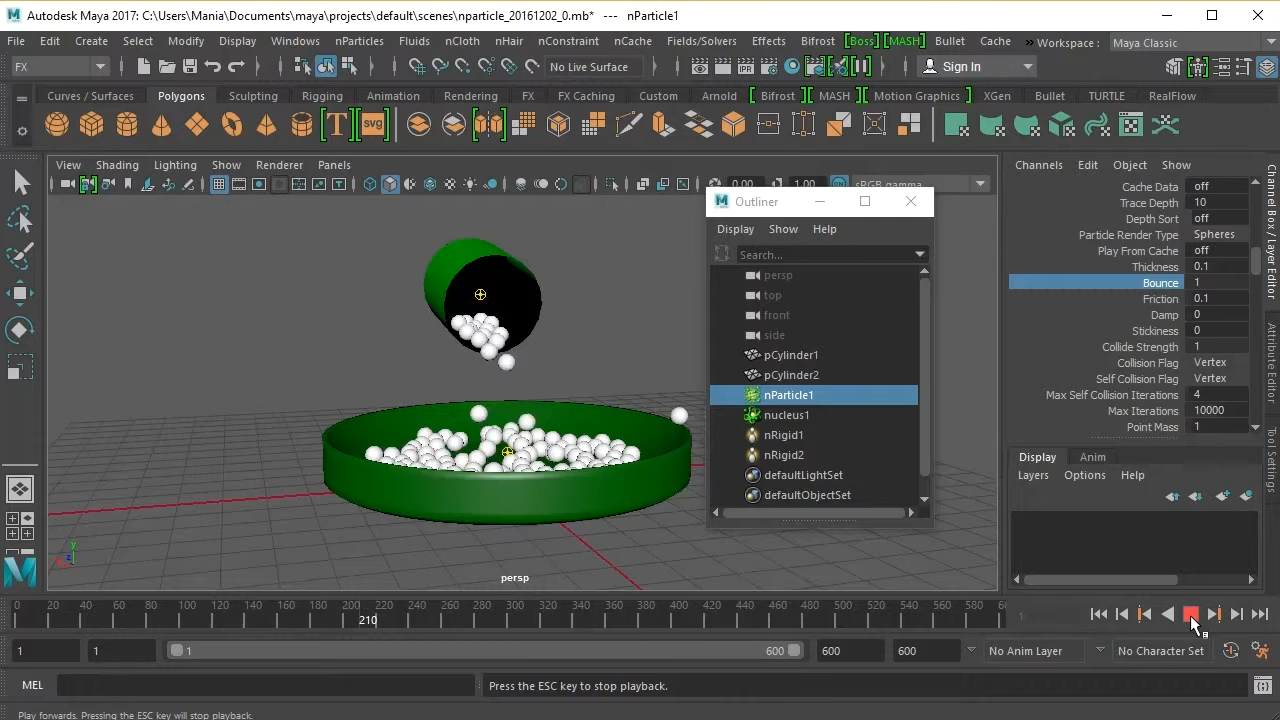 Autodesk Maya 2017: C:\Users\Mania\Documents\maya\projects\default\scenes\nparticle_20161202_0.mb* --- nParticle1
File Edit Create Select Modify Display Windows nParticles Fluids nCloth nHair nConstraint nCache Fields/Solvers Effects Bifrost [Boss] [MASH] Bullet Cache » Workspace : Maya Classic
FX No Live Surface IPR Sign In
Curves / Surfaces Polygons Sculpting Rigging Animation Rendering FX FX Caching Custom Arnold [ Bifrost ] [ MASH ] [ Motion Graphics ] XGen Bullet TURTLE RealFlow
T svg
View Shading Lighting Show Renderer Panels
0.00 1.00 sRGB gamma
Outliner
Display Show Help
Search...
persp
top
front
side
pCylinder1
pCylinder2
nParticle1
nucleus1
nRigid1
nRigid2
defaultLightSet
defaultObjectSet
persp
y
z
Channels Edit Object Show
Cache Data off
Trace Depth 10
Depth Sort off
Particle Render Type Spheres
Play From Cache off
Thickness 0.1
Bounce 1
Friction 0.1
Damp 0
Stickiness 0
Collide Strength 1
Collision Flag Vertex
Self Collision Flag Vertex
Max Self Collision Iterations 4
Max Iterations 10000
Point Mass 1
Display Anim
Layers Options Help
Channel Box / Layer Editor
Attribute Editor
Tool Settings
0 20 40 60 80 100 120 140 160 180 200 220 240 260 280 300 320 340 360 380 400 420 440 460 480 500 520 540 560 580 6
210
1
1 1 1 600 600 600 No Anim Layer No Character Set
MEL Press the ESC key to stop playback.
Play forwards. Pressing the ESC key will stop playback.